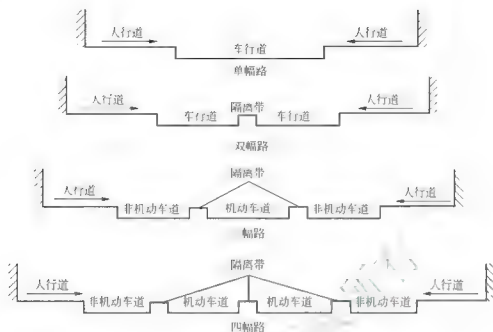 人行道 人行道
车行道
单幅路
人行道 隔离带 人行道
车行道 车行道
双幅路
隔离带
人行道 人行道
非机动车道 机动车道 非机动车道
幅路
隔离带
人行道 人行道
非机动车道 机动车道 机动车道 非机动车道
四幅路